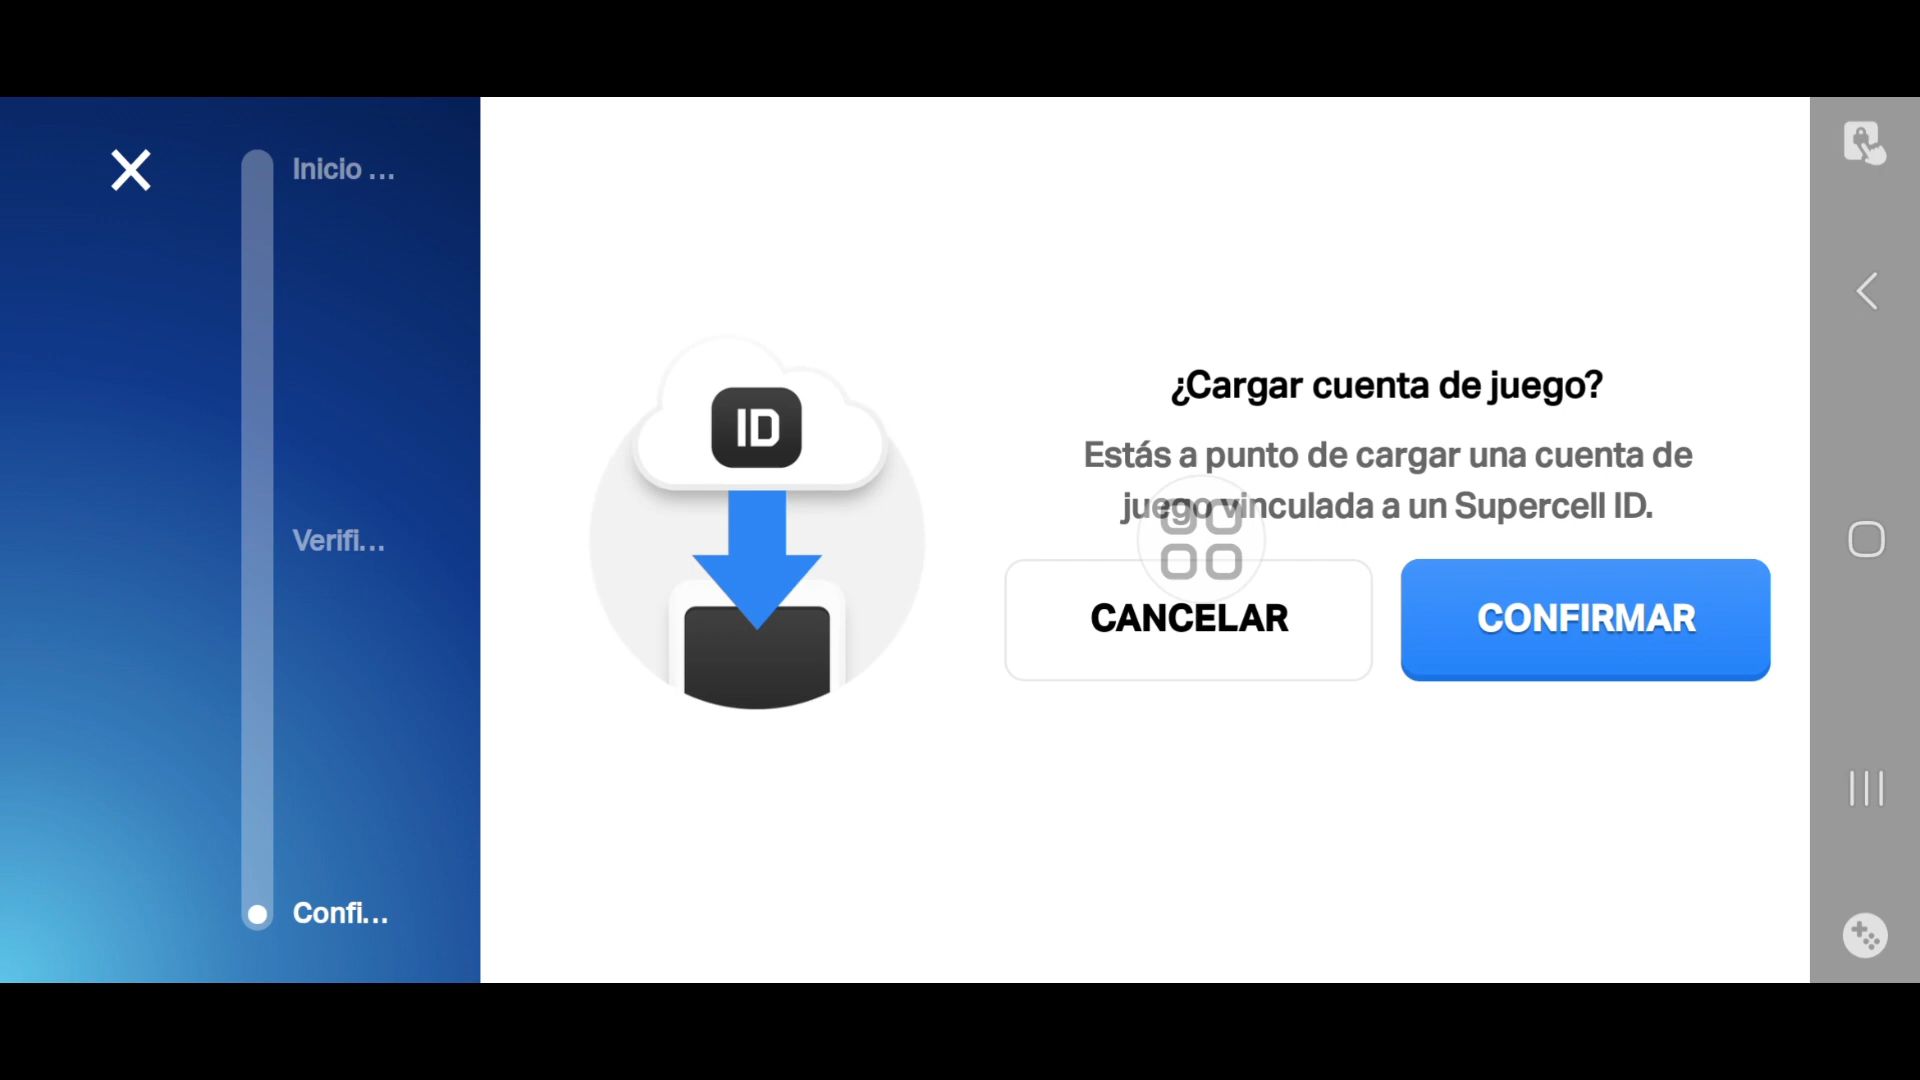 Inicio ...
Verifi...
Confi...
ID
¿Cargar cuenta de juego?
Estás a punto de cargar una cuenta de
juego vinculada a un Supercell ID.
CANCELAR
CONFIRMAR